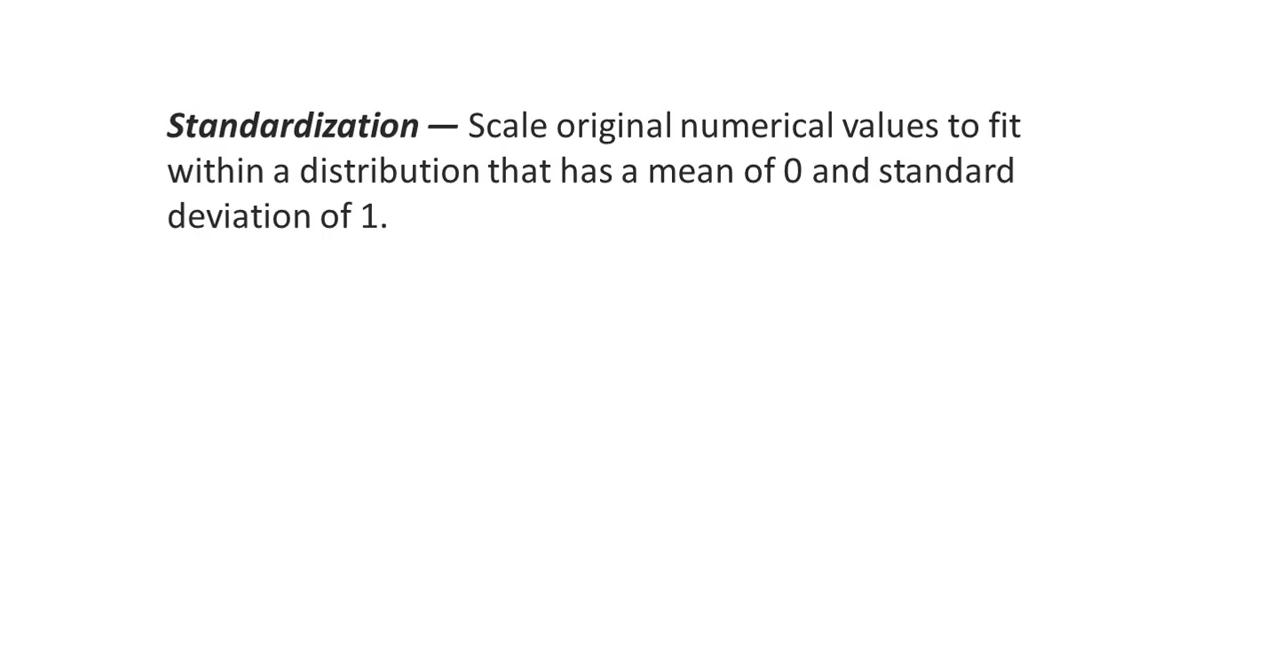 Standardization — Scale original numerical values to fit
within a distribution that has a mean of 0 and standard
deviation of 1.